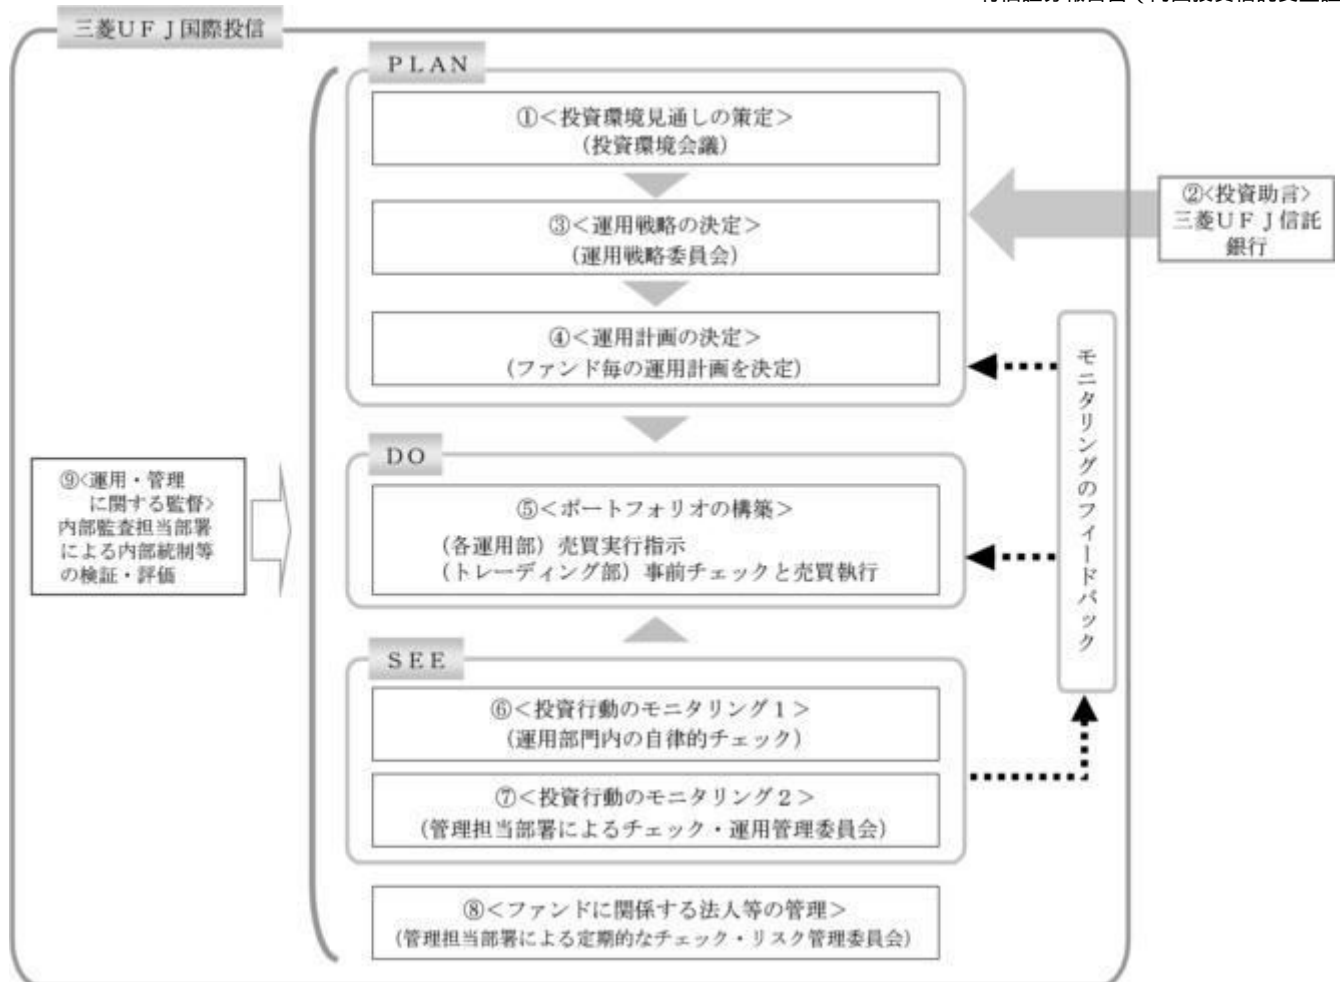 三菱ＵＦＪ国際投信
ＰＬＡＮ
①＜投資環境見通しの策定＞
（投資環境会議）
②<投資助言>
三菱ＵＦＪ信託
銀行
③＜運用戦略の決定＞
（運用戦略委員会）
④＜運用計画の決定＞
（ファンド毎の運用計画を決定）
モニタリングのフィードバック
ＤＯ
⑤＜ポートフォリオの構築＞
（各運用部）売買実行指示
（トレーディング部）事前チェックと売買執行
⑨<運用・管理
に関する監督>
内部監査担当部署
による内部統制等
の検証・評価
ＳＥＥ
⑥＜投資行動のモニタリング１＞
（運用部門内の自律的チェック）
⑦＜投資行動のモニタリング２＞
（管理担当部署によるチェック・運用管理委員会）
⑧＜ファンドに関係する法人等の管理＞
（管理担当部署による定期的なチェック・リスク管理委員会）